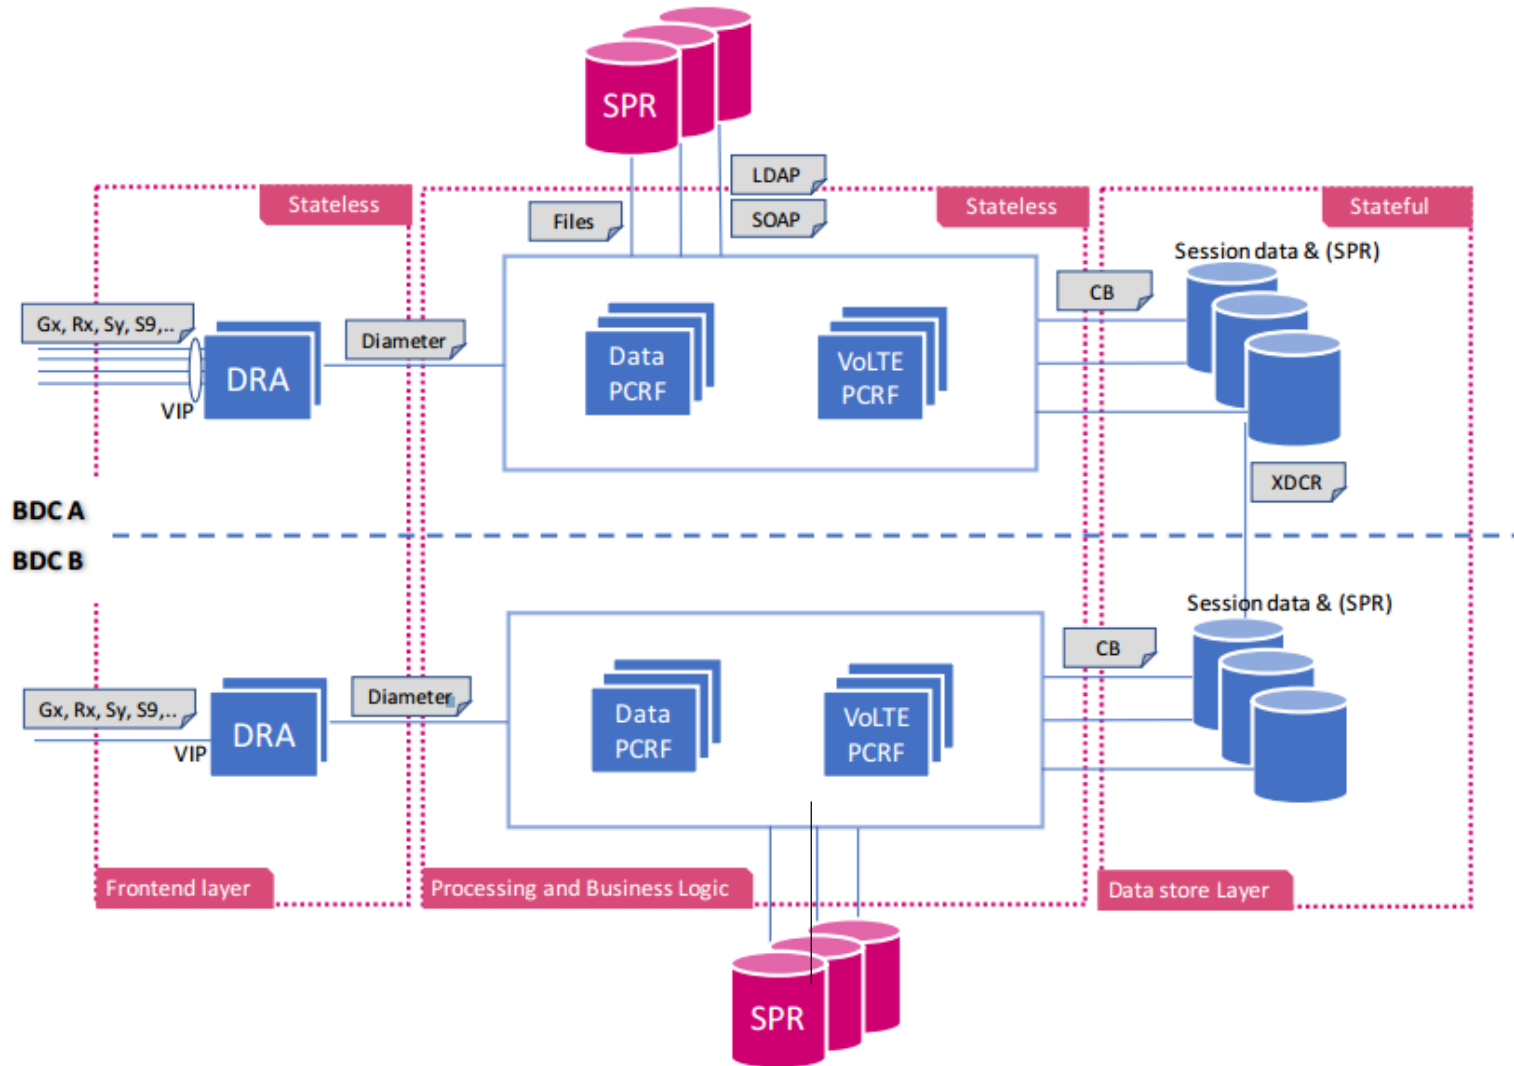 SPR
LDAP
Stateless
Files
SOAP
Stateless
Stateful
Session data & (SPR)
CB
Gx, Rx, Sy, S9,..
Diameter
DRA
VIP
Data
PCRF
VoLTE
PCRF
XDCR
BDC A
BDC B
Session data & (SPR)
CB
Gx, Rx, Sy, S9,..
Diameter
DRA
VIP
Data
PCRF
VoLTE
PCRF
Frontend layer
Processing and Business Logic
Data store Layer
SPR